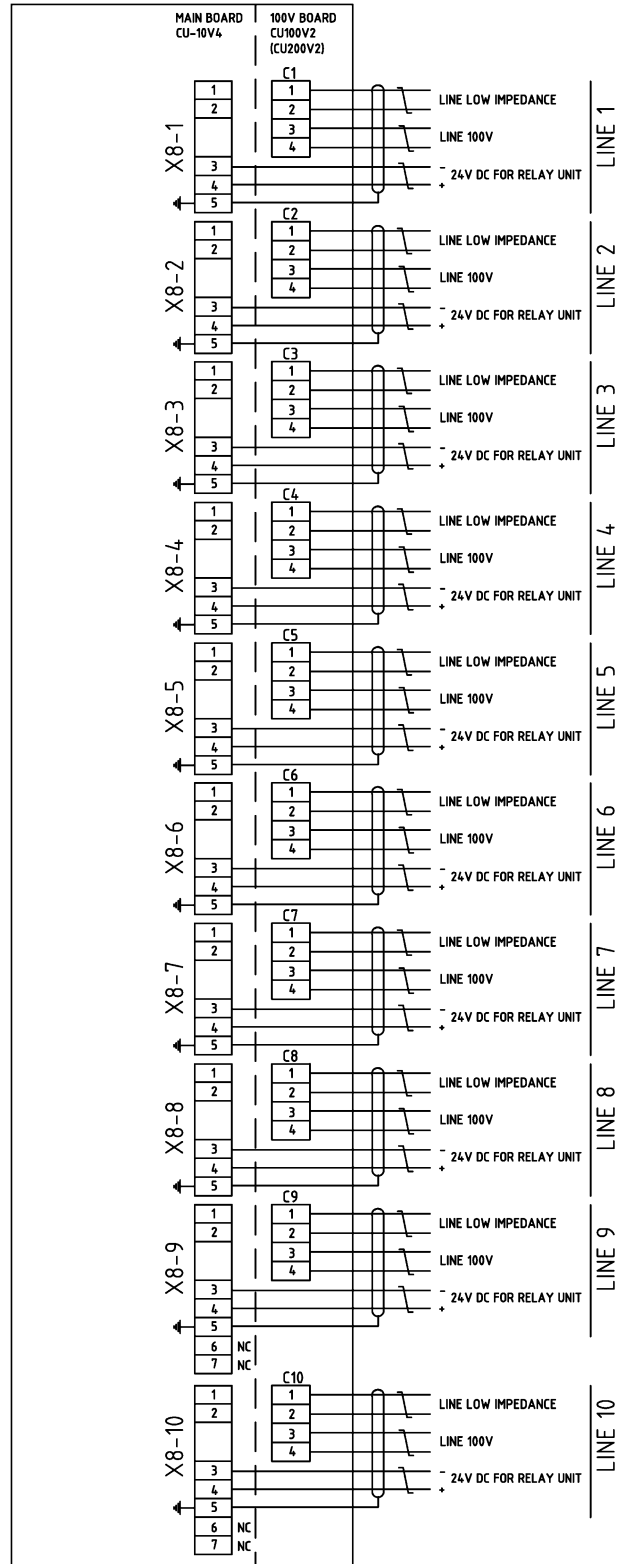 MAIN BOARD
CU-10V4
100V BOARD
CU100V2
(CU200V2)
X8-1
1
2
3
4
5
C1
1
2
3
4
LINE LOW IMPEDANCE
LINE 100V
- 24V DC FOR RELAY UNIT
+
LINE 1
X8-2
1
2
3
4
5
C2
1
2
3
4
LINE LOW IMPEDANCE
LINE 100V
- 24V DC FOR RELAY UNIT
+
LINE 2
X8-3
1
2
3
4
5
C3
1
2
3
4
LINE LOW IMPEDANCE
LINE 100V
- 24V DC FOR RELAY UNIT
+
LINE 3
X8-4
1
2
3
4
5
C4
1
2
3
4
LINE LOW IMPEDANCE
LINE 100V
- 24V DC FOR RELAY UNIT
+
LINE 4
X8-5
1
2
3
4
5
C5
1
2
3
4
LINE LOW IMPEDANCE
LINE 100V
- 24V DC FOR RELAY UNIT
+
LINE 5
X8-6
1
2
3
4
5
C6
1
2
3
4
LINE LOW IMPEDANCE
LINE 100V
- 24V DC FOR RELAY UNIT
+
LINE 6
X8-7
1
2
3
4
5
C7
1
2
3
4
LINE LOW IMPEDANCE
LINE 100V
- 24V DC FOR RELAY UNIT
+
LINE 7
X8-8
1
2
3
4
5
C8
1
2
3
4
LINE LOW IMPEDANCE
LINE 100V
- 24V DC FOR RELAY UNIT
+
LINE 8
X8-9
1
2
3
4
5
6 NC
7 NC
C9
1
2
3
4
LINE LOW IMPEDANCE
LINE 100V
- 24V DC FOR RELAY UNIT
+
LINE 9
X8-10
1
2
3
4
5
6 NC
7 NC
C10
1
2
3
4
LINE LOW IMPEDANCE
LINE 100V
- 24V DC FOR RELAY UNIT
+
LINE 10